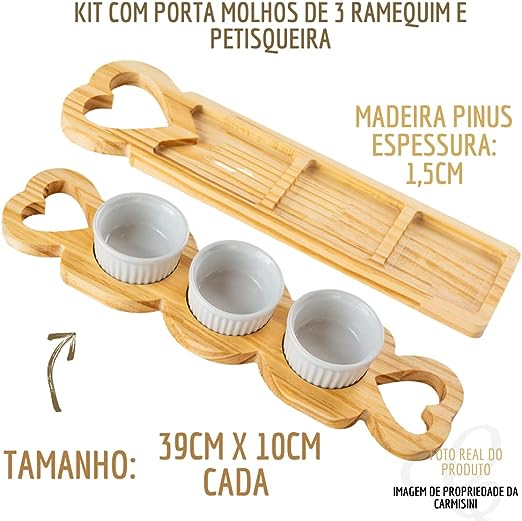 KIT COM PORTA MOLHOS DE 3 RAMEQUIM E
PETISQUEIRA
MADEIRA PINUS
ESPESSURA:
1,5CM
TAMANHO:
39CM X 10CM
CADA
FOTO REAL DO
PRODUTO
IMAGEM DE PROPRIEDADE DA
CARMISINI